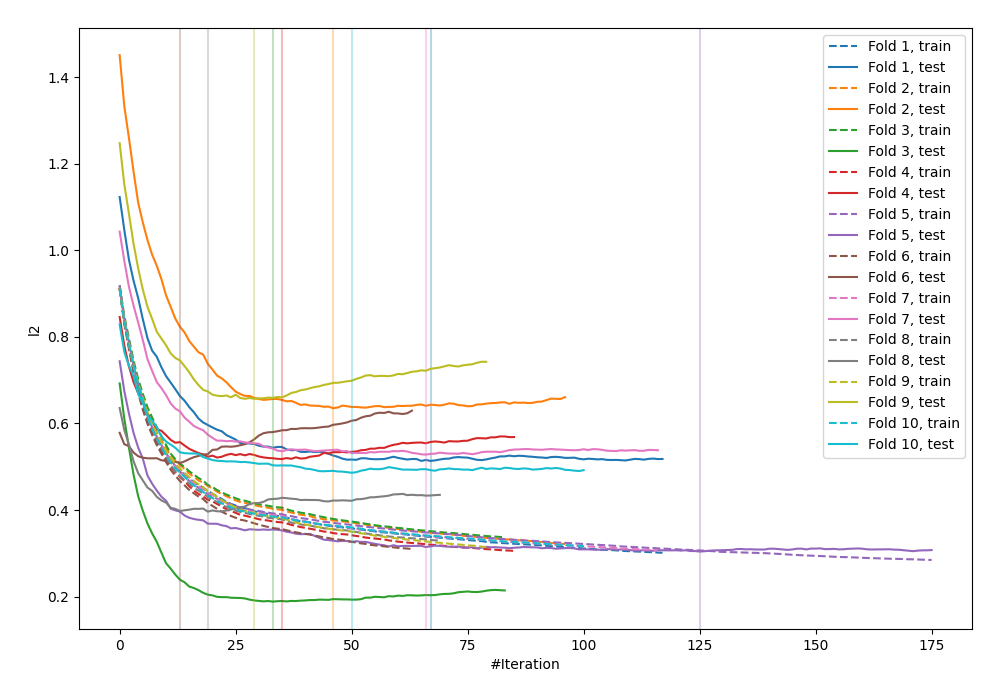 Fold 1, train
Fold 1, test
Fold 2, train
Fold 2, test
Fold 3, train
Fold 3, test
Fold 4, train
Fold 4, test
Fold 5, train
Fold 5, test
Fold 6, train
Fold 6, test
Fold 7, train
Fold 7, test
Fold 8, train
Fold 8, test
Fold 9, train
Fold 9, test
Fold 10, train
Fold 10, test
1.4
1.2
1.0
0.8
0.6
0.4
0.2
l2
0 25 50 75 100 125 150 175
#Iteration